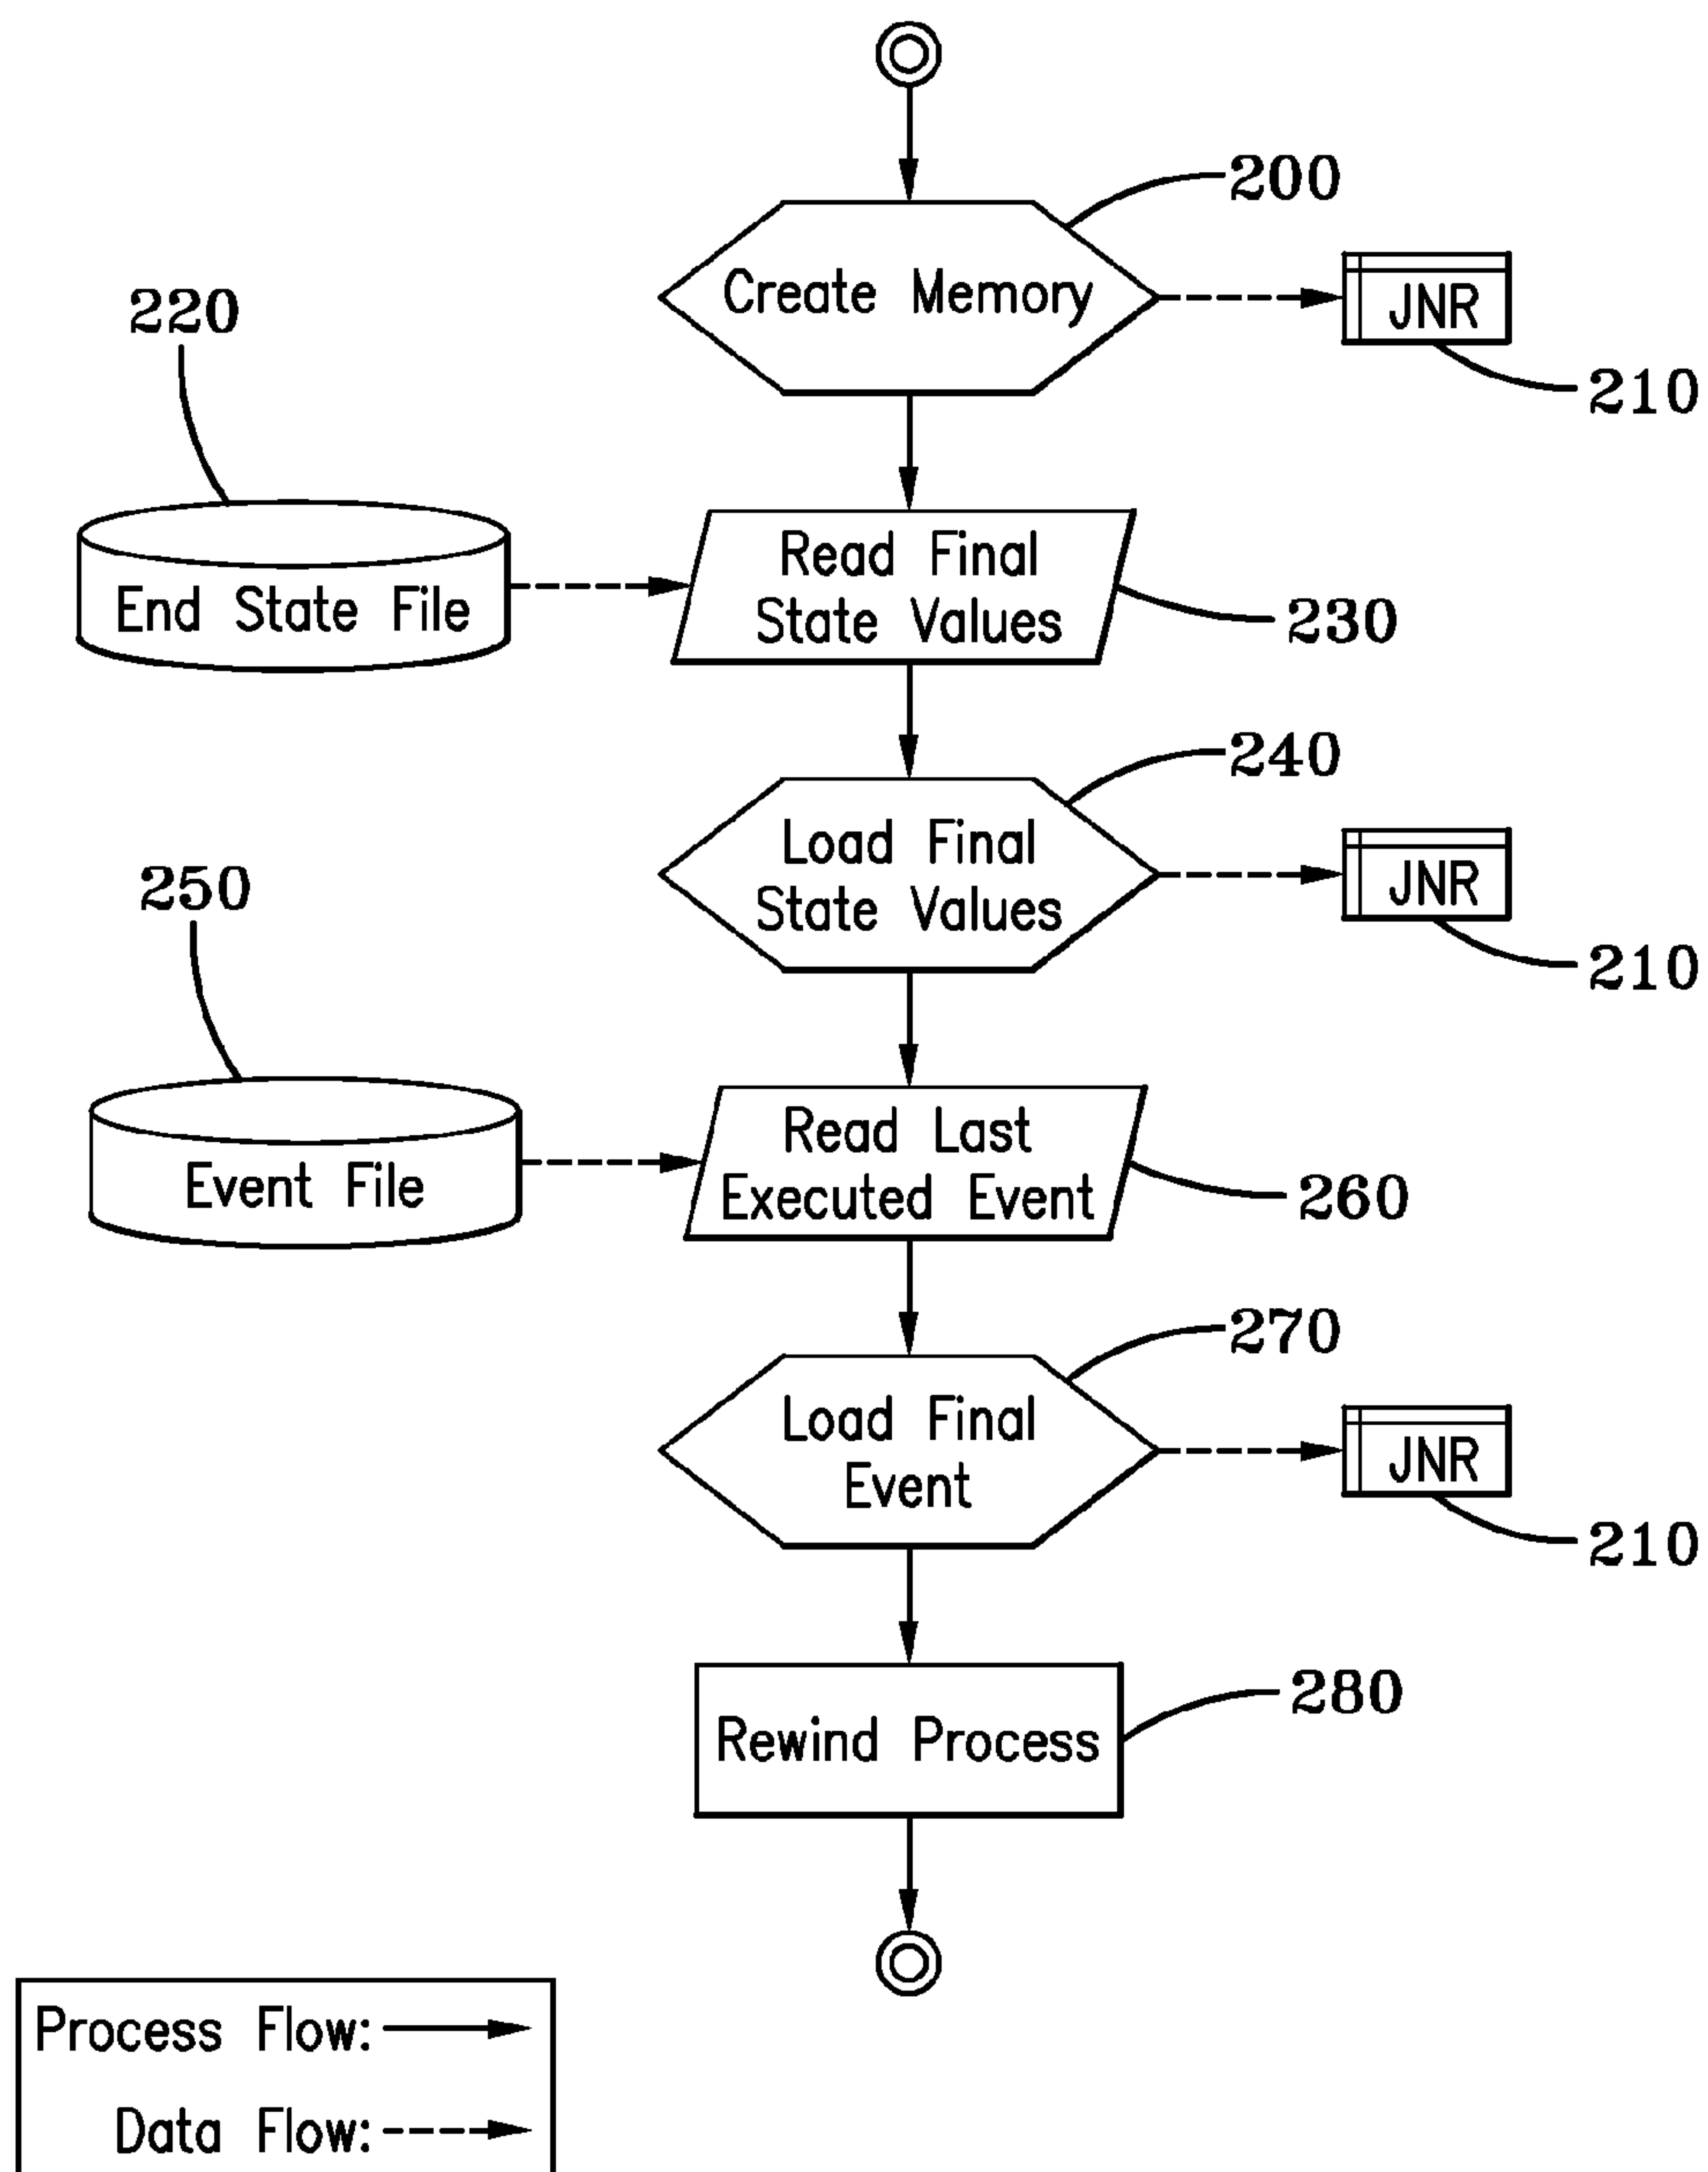 200
Create Memory
JNR
220
210
Read Final
State Values
End State File
230
240
Load Final
State Values
JNR
250
210
Read Last
Executed Event
Event File
260
270
Load Final
Event
JNR
210
280
Rewind Process
Process Flow:
Data Flow: